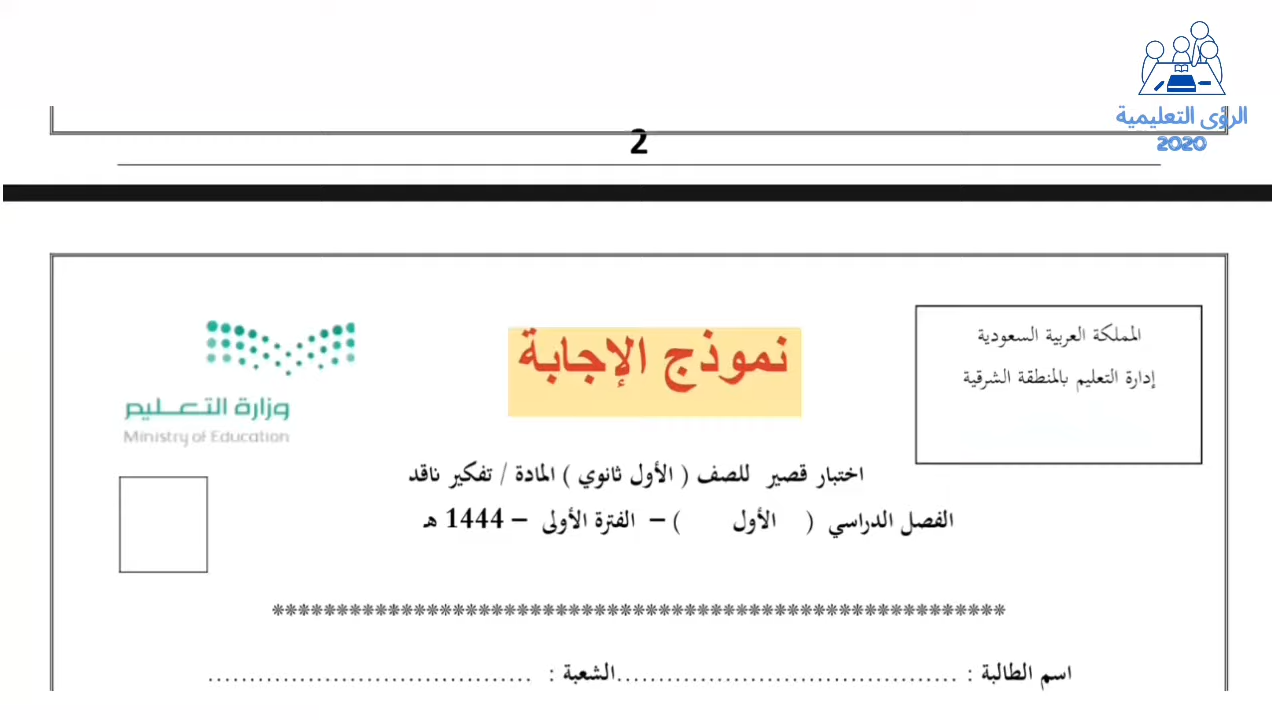 الرؤى التعليمية
2020
2
المملكة العربية السعودية
إدارة التعليم بالمنطقة الشرقية
نموذج الإجابة
وزارة التعليم
Ministry of Education
اختبار قصير للصف ( الأول ثانوي ) المادة / تفكير ناقد
الفصل الدراسي ( الأول ) – الفترة الأولى – 1444 هـ
********************************************************
اسم الطالبة : .........................................الشعبة : .......................................